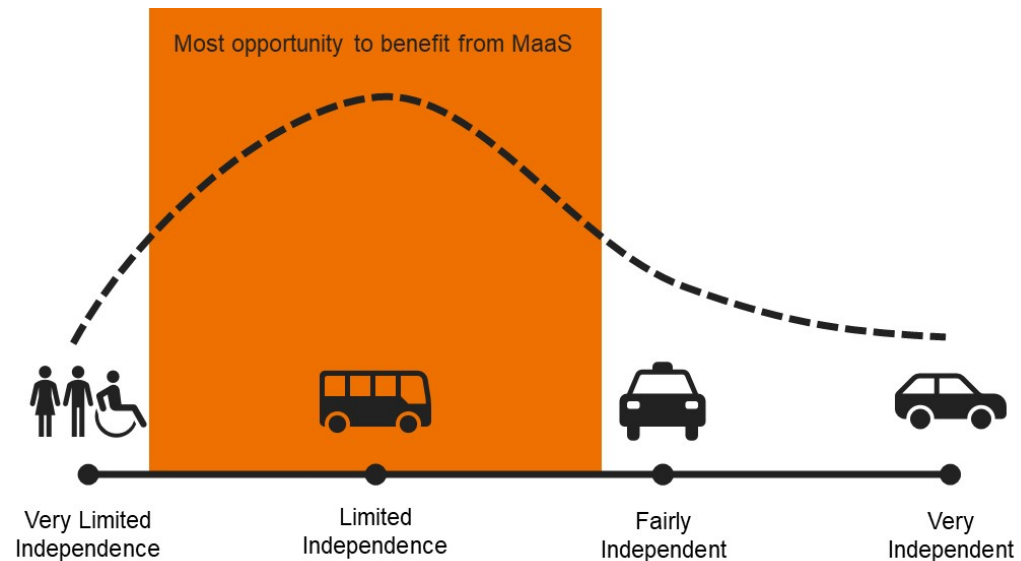 Most opportunity to benefit from MaaS
Very Limited
Independence
Limited
Independence
Fairly
Independent
Very
Independent